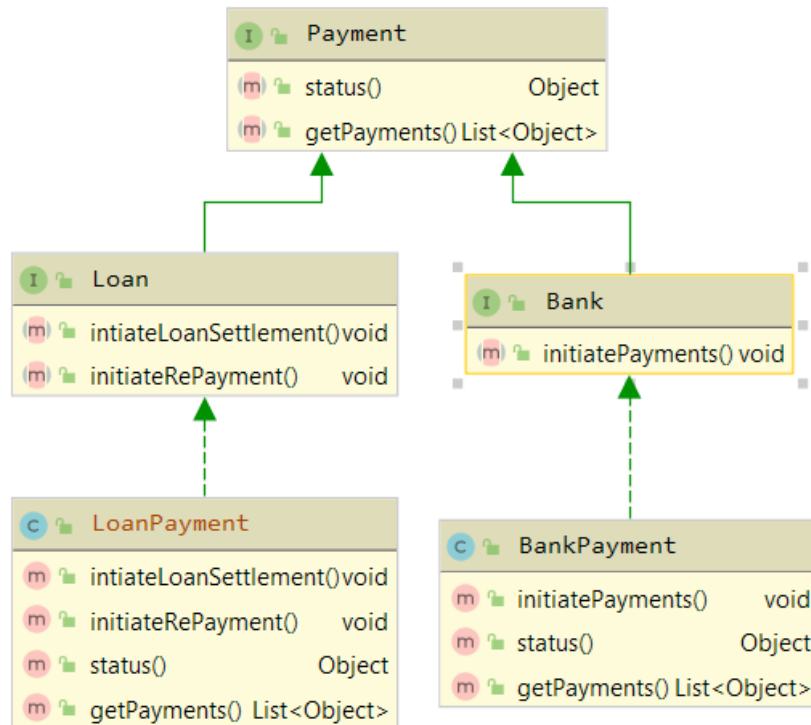 I Payment
m status() Object
m getPayments() List<Object>
I Loan
m intiateLoanSettlement() void
m initiateRePayment() void
I Bank
m initiatePayments() void
C LoanPayment
m intiateLoanSettlement() void
m initiateRePayment() void
m status() Object
m getPayments() List<Object>
C BankPayment
m initiatePayments() void
m status() Object
m getPayments() List<Object>